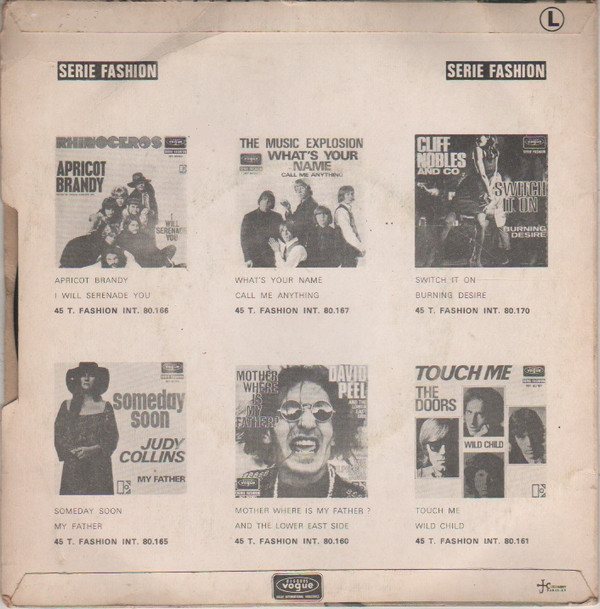 L
SERIE FASHION
SERIE FASHION
RHINOCEROS
APRICOT
BRANDY
I WILL
SERENADE
YOU
THE MUSIC EXPLOSION
WHAT'S YOUR
NAME
CALL ME ANYTHING
CLIFF
NOBLES
AND CO
SWITCH
IT ON
BURNING
DESIRE
APRICOT BRANDY
I WILL SERENADE YOU
45 T. FASHION INT. 80.166
WHAT'S YOUR NAME
CALL ME ANYTHING
45 T. FASHION INT. 80.167
SWITCH IT ON
BURNING DESIRE
45 T. FASHION INT. 80.170
someday
soon
JUDY
COLLINS
MY FATHER
MOTHER
WHERE
IS
MY
FATHER?
DAVID
PEEL
TOUCH ME
THE
DOORS
WILD CHILD
SOMEDAY SOON
MY FATHER
45 T. FASHION INT. 80.165
MOTHER WHERE IS MY FATHER ?
AND THE LOWER EAST SIDE
45 T. FASHION INT. 80.160
TOUCH ME
WILD CHILD
45 T. FASHION INT. 80.161
DISQUES
vogue